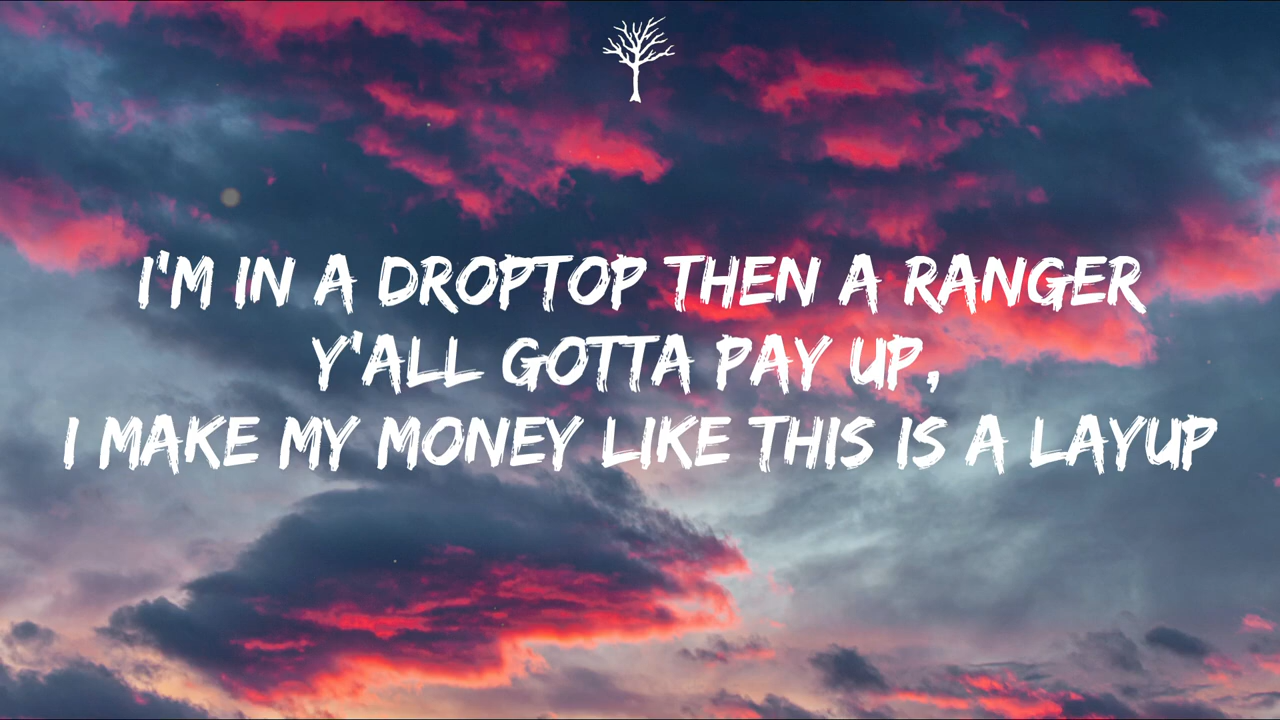 I'M IN A DROPTOP THEN A RANGER
Y'ALL GOTTA PAY UP,
I MAKE MY MONEY LIKE THIS IS A LAYUP